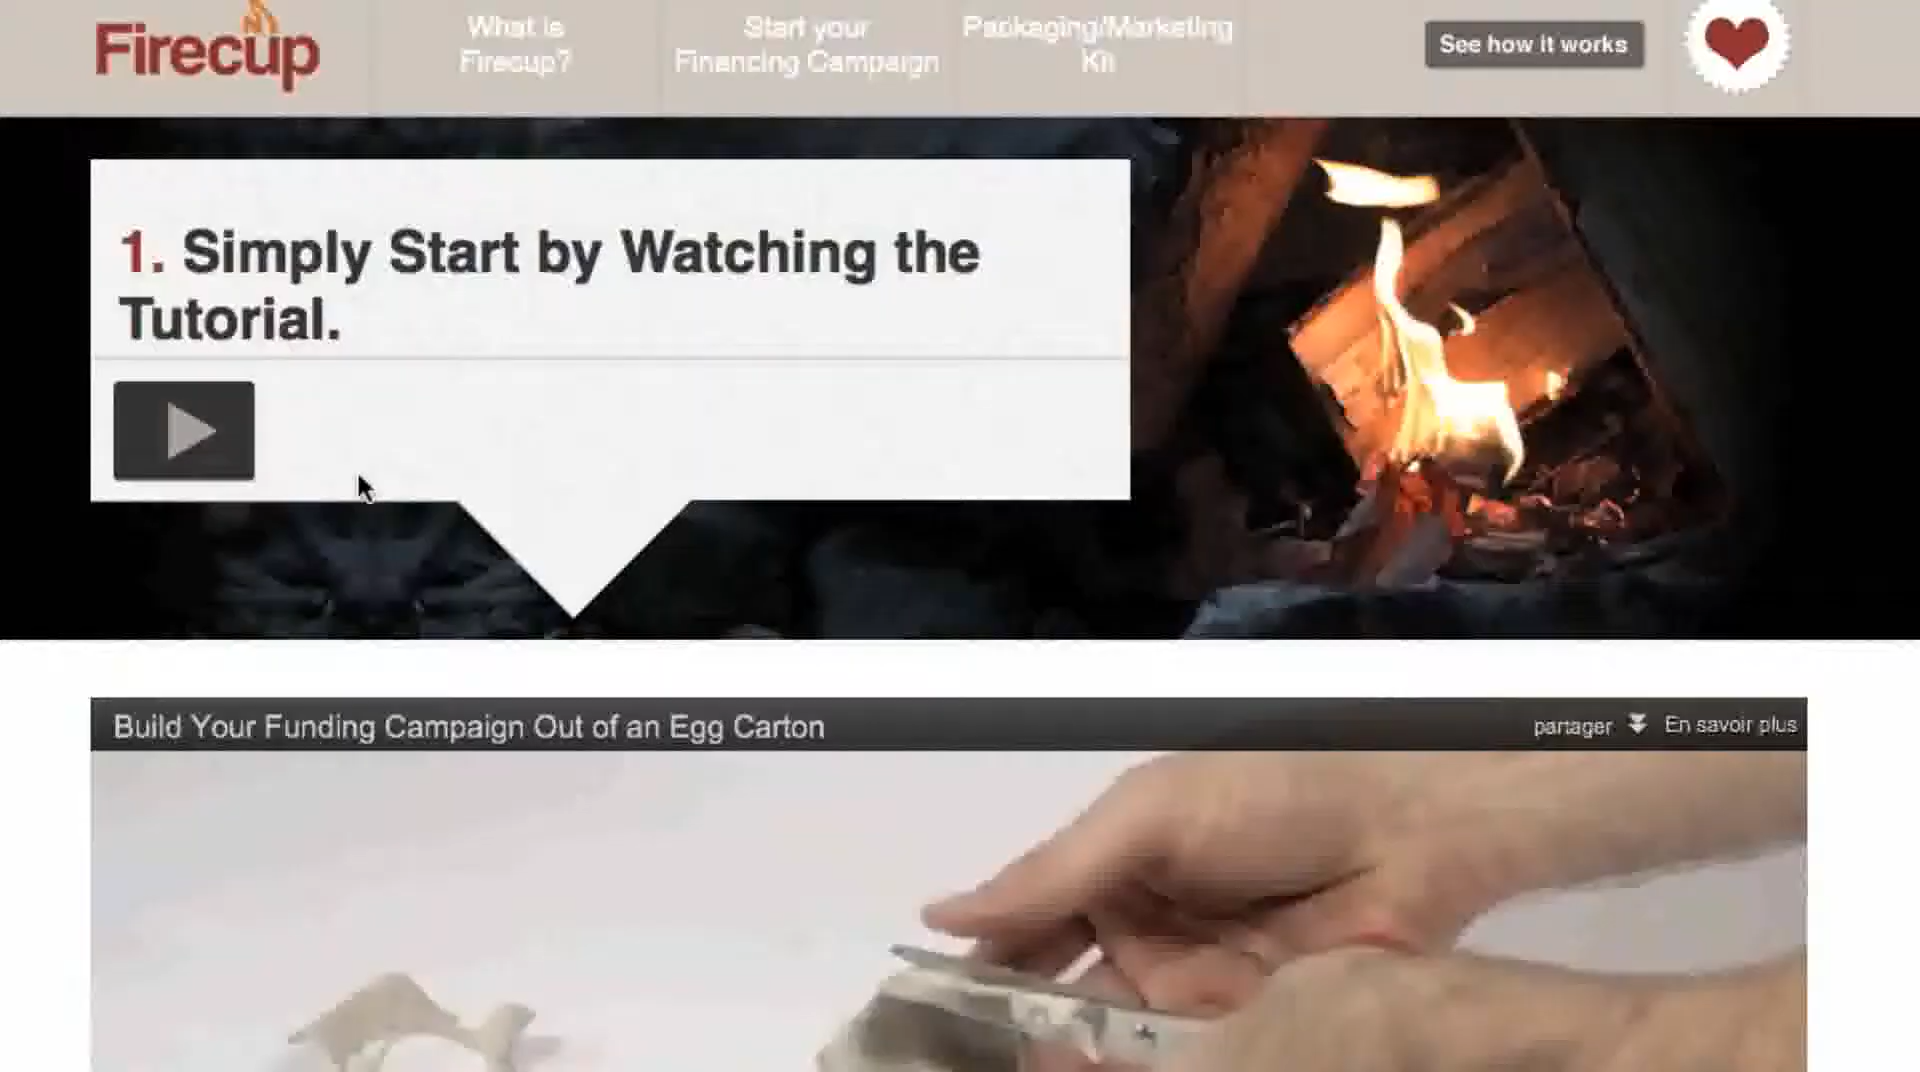 Firecup
What is
Firecup?
Start your
Financing Campaign
Packaging/Marketing
Kit
See how it works
1. Simply Start by Watching the
Tutorial.
Build Your Funding Campaign Out of an Egg Carton
partager
En savoir plus